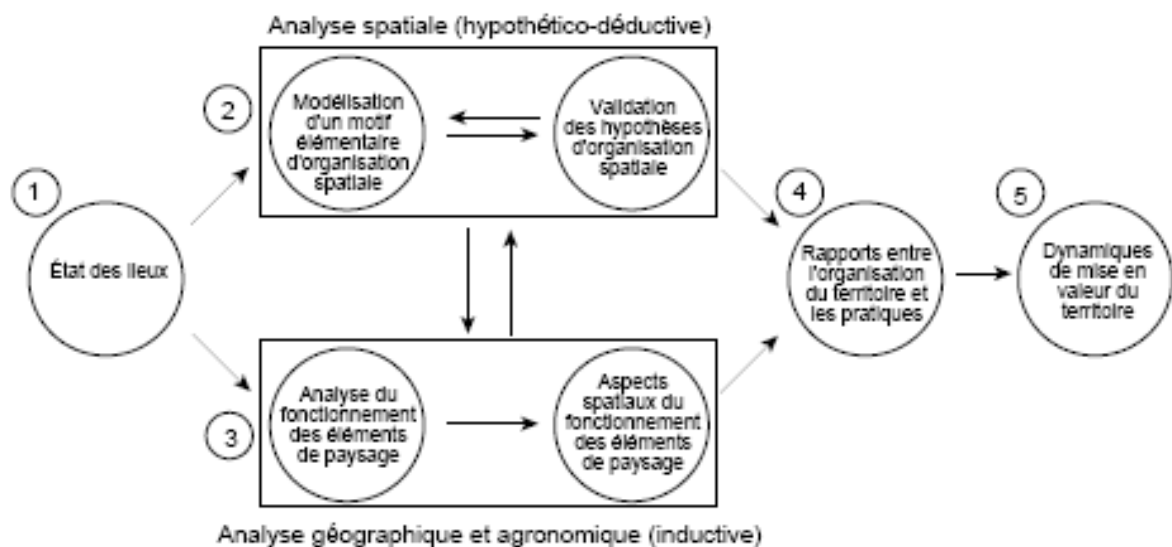 Analyse spatiale (hypothético-déductive)
2
Modélisation
d'un motif
élémentaire
d'organisation
spatiale
Validation
des hypothèses
d'organisation
spatiale
1
État des lieux
4
Rapports entre
l'organisation
du territoire et
les pratiques
5
Dynamiques
de mise en
valeur du
territoire
3
Analyse du
fonctionnement
des éléments
de paysage
Aspects
spatiaux du
fonctionnement
des éléments
de paysage
Analyse géographique et agronomique (inductive)